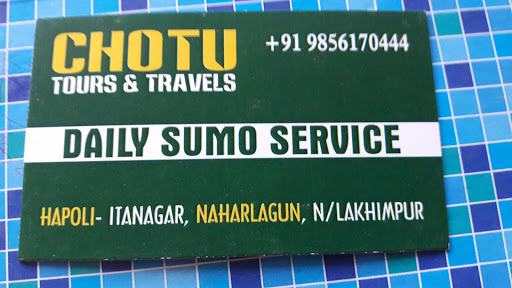 CHOTU
+91 9856170444
TOURS & TRAVELS
DAILY SUMO SERVICE
HAPOLI- ITANAGAR, NAHARLAGUN, N/LAKHIMPUR